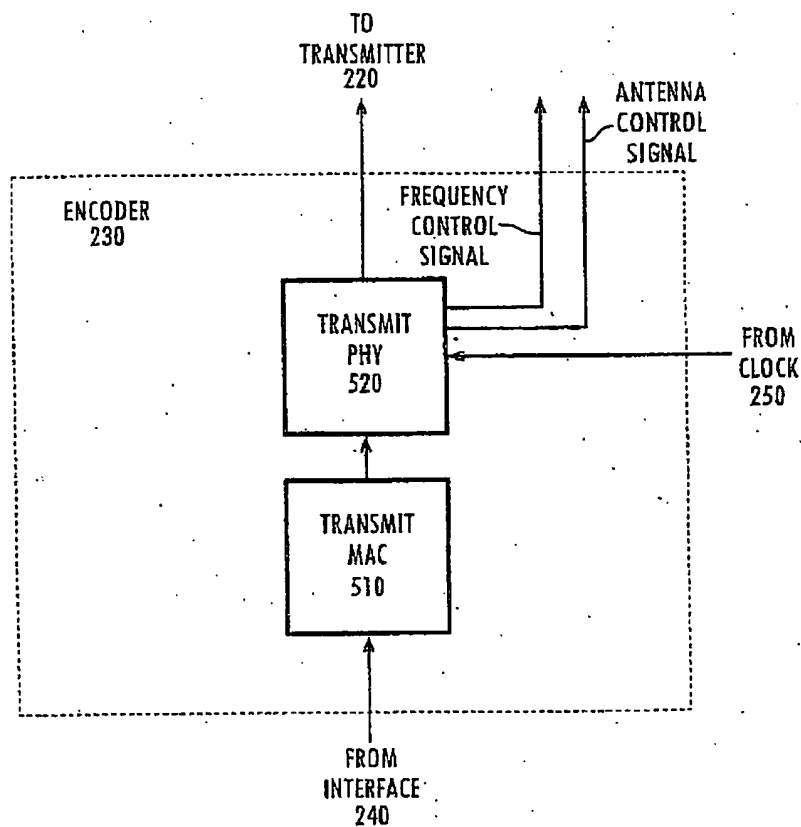 TO
TRANSMITTER
220
ANTENNA
CONTROL
SIGNAL
ENCODER
230
FREQUENCY
CONTROL
SIGNAL
TRANSMIT
PHY
520
FROM
CLOCK
250
TRANSMIT
MAC
510
FROM
INTERFACE
240